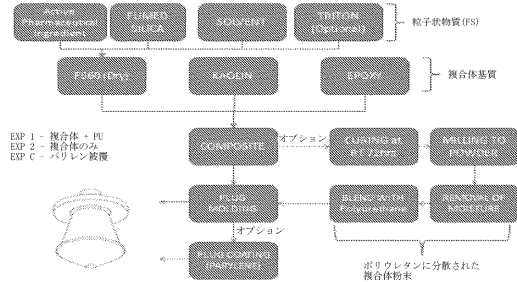 Active
Pharmaceutical
Ingredient
FUMED
SILICA
SOLVENT
TRITON
(Optional)
粒子状物質(FS)
FS60 (Dry)
KAOLIN
EPOXY
複合体基質
EXP 1 - 複合体 + PU
EXP 2 - 複合体のみ
EXP C - パリレン被覆
COMPOSITE
オプション
CURING at
RT 72hrs
MILLING TO
POWDER
PLUG
MOLDING
BLEND WITH
Polyurethane
REMOVAL OF
MOISTURE
オプション
PLUG COATING
(PARYLENE)
ポリウレタンに分散された
複合体粉末